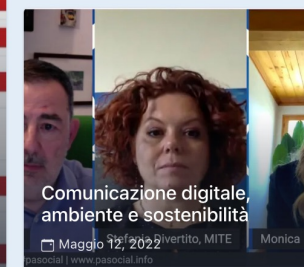 Comunicazione digitale,
ambiente e sostenibilità
Maggio 12, 2022
Stefania Divertito, MITE
Monica
#pasocial | www.pasocial.info